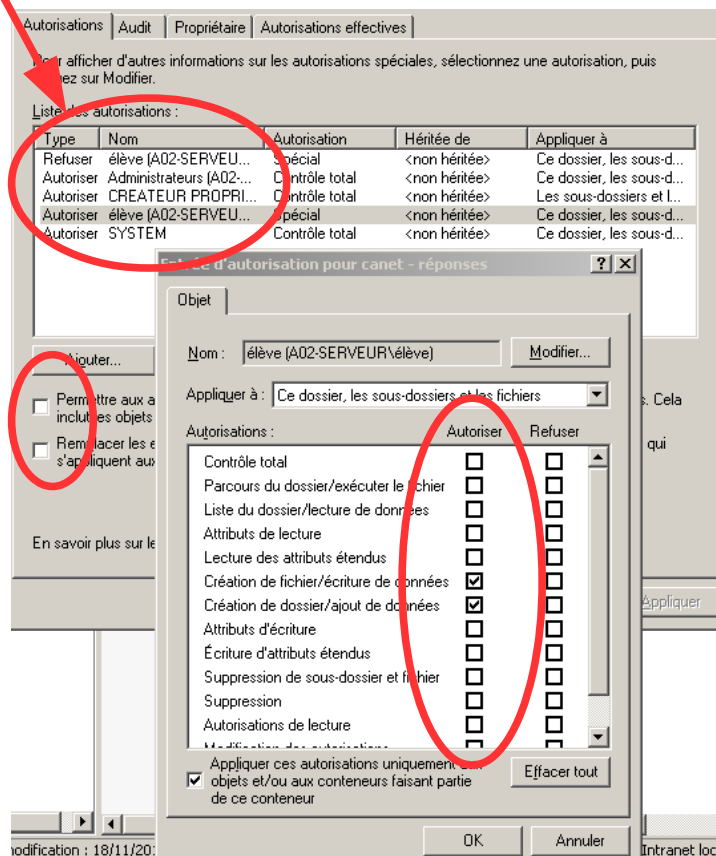 Autorisations Audit Propriétaire Autorisations effectives
Pour afficher d'autres informations sur les autorisations spéciales, sélectionnez une autorisation, puis
sur Modifier.
Liste des autorisations :
Type Nom Autorisation Héritée de Appliquer à
Refuser élève (A02-SERVEU... Spécial <non héritée> Ce dossier, les sous-d...
Autoriser Administrateurs (A02-... Contrôle total <non héritée> Ce dossier, les sous-d...
Autoriser CREATEUR PROPRI... Contrôle total <non héritée> Les sous-dossiers et l...
Autoriser élève (A02-SERVEU... Spécial <non héritée> Ce dossier, les sous-d...
Autoriser SYSTEM Contrôle total <non héritée> Ce dossier, les sous-d...
Entrée d'autorisation pour canet - réponses
Objet
Ajouter...
Nom : élève (A02-SERVEUR\élève) Modifier...
Permettre aux a
s. Cela
inclut les objets
Appliquer à : Ce dossier, les sous-dossiers et les fichiers
Remplacer les e
qui
s'appliquent aux
Autorisations : Autoriser Refuser
Contrôle total
Parcours du dossier/exécuter le fichier
Liste du dossier/lecture de données
Attributs de lecture
Lecture des attributs étendus
Création de fichier/écriture de données
Création de dossier/ajout de données
Attributs d'écriture
Écriture d'attributs étendus
Suppression de sous-dossier et fichier
Suppression
Autorisations de lecture
Modification des autorisations
En savoir plus sur le
Appliquer
Appliquer ces autorisations uniquement aux
objets et/ou aux conteneurs faisant partie
de ce conteneur
Effacer tout
OK Annuler
modification : 18/11/20
Intranet loc